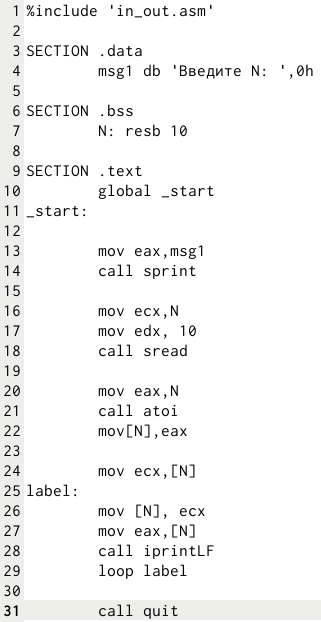 1 %include 'in_out.asm'
2
3 SECTION .data
4 msg1 db 'Введите N: ',0h
5
6 SECTION .bss
7 N: resb 10
8
9 SECTION .text
10 global _start
11 _start:
12
13 mov eax,msg1
14 call sprint
15
16 mov ecx,N
17 mov edx, 10
18 call sread
19
20 mov eax,N
21 call atoi
22 mov[N],eax
23
24 mov ecx,[N]
25 label:
26 mov [N], ecx
27 mov eax,[N]
28 call iprintLF
29 loop label
30
31 call quit